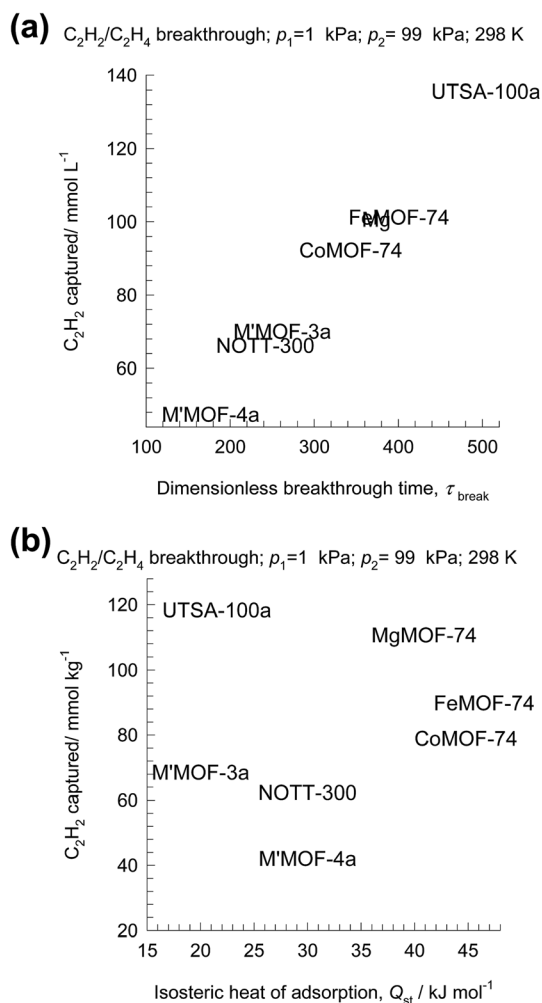 (a)
C2H2/C2H4 breakthrough; p1=1 kPa; p2= 99 kPa; 298 K
140
120
100
80
60
C2H2 captured/ mmol L-1
UTSA-100a
FeMOF-74
Mg
CoMOF-74
M'MOF-3a
NOTT-300
M'MOF-4a
100 200 300 400 500
Dimensionless breakthrough time, τ break
(b)
C2H2/C2H4 breakthrough; p1=1 kPa; p2= 99 kPa; 298 K
120
100
80
60
40
20
C2H2 captured/ mmol kg-1
UTSA-100a
MgMOF-74
FeMOF-74
CoMOF-74
M'MOF-3a
NOTT-300
M'MOF-4a
15 20 25 30 35 40 45
Isosteric heat of adsorption, Qst / kJ mol-1